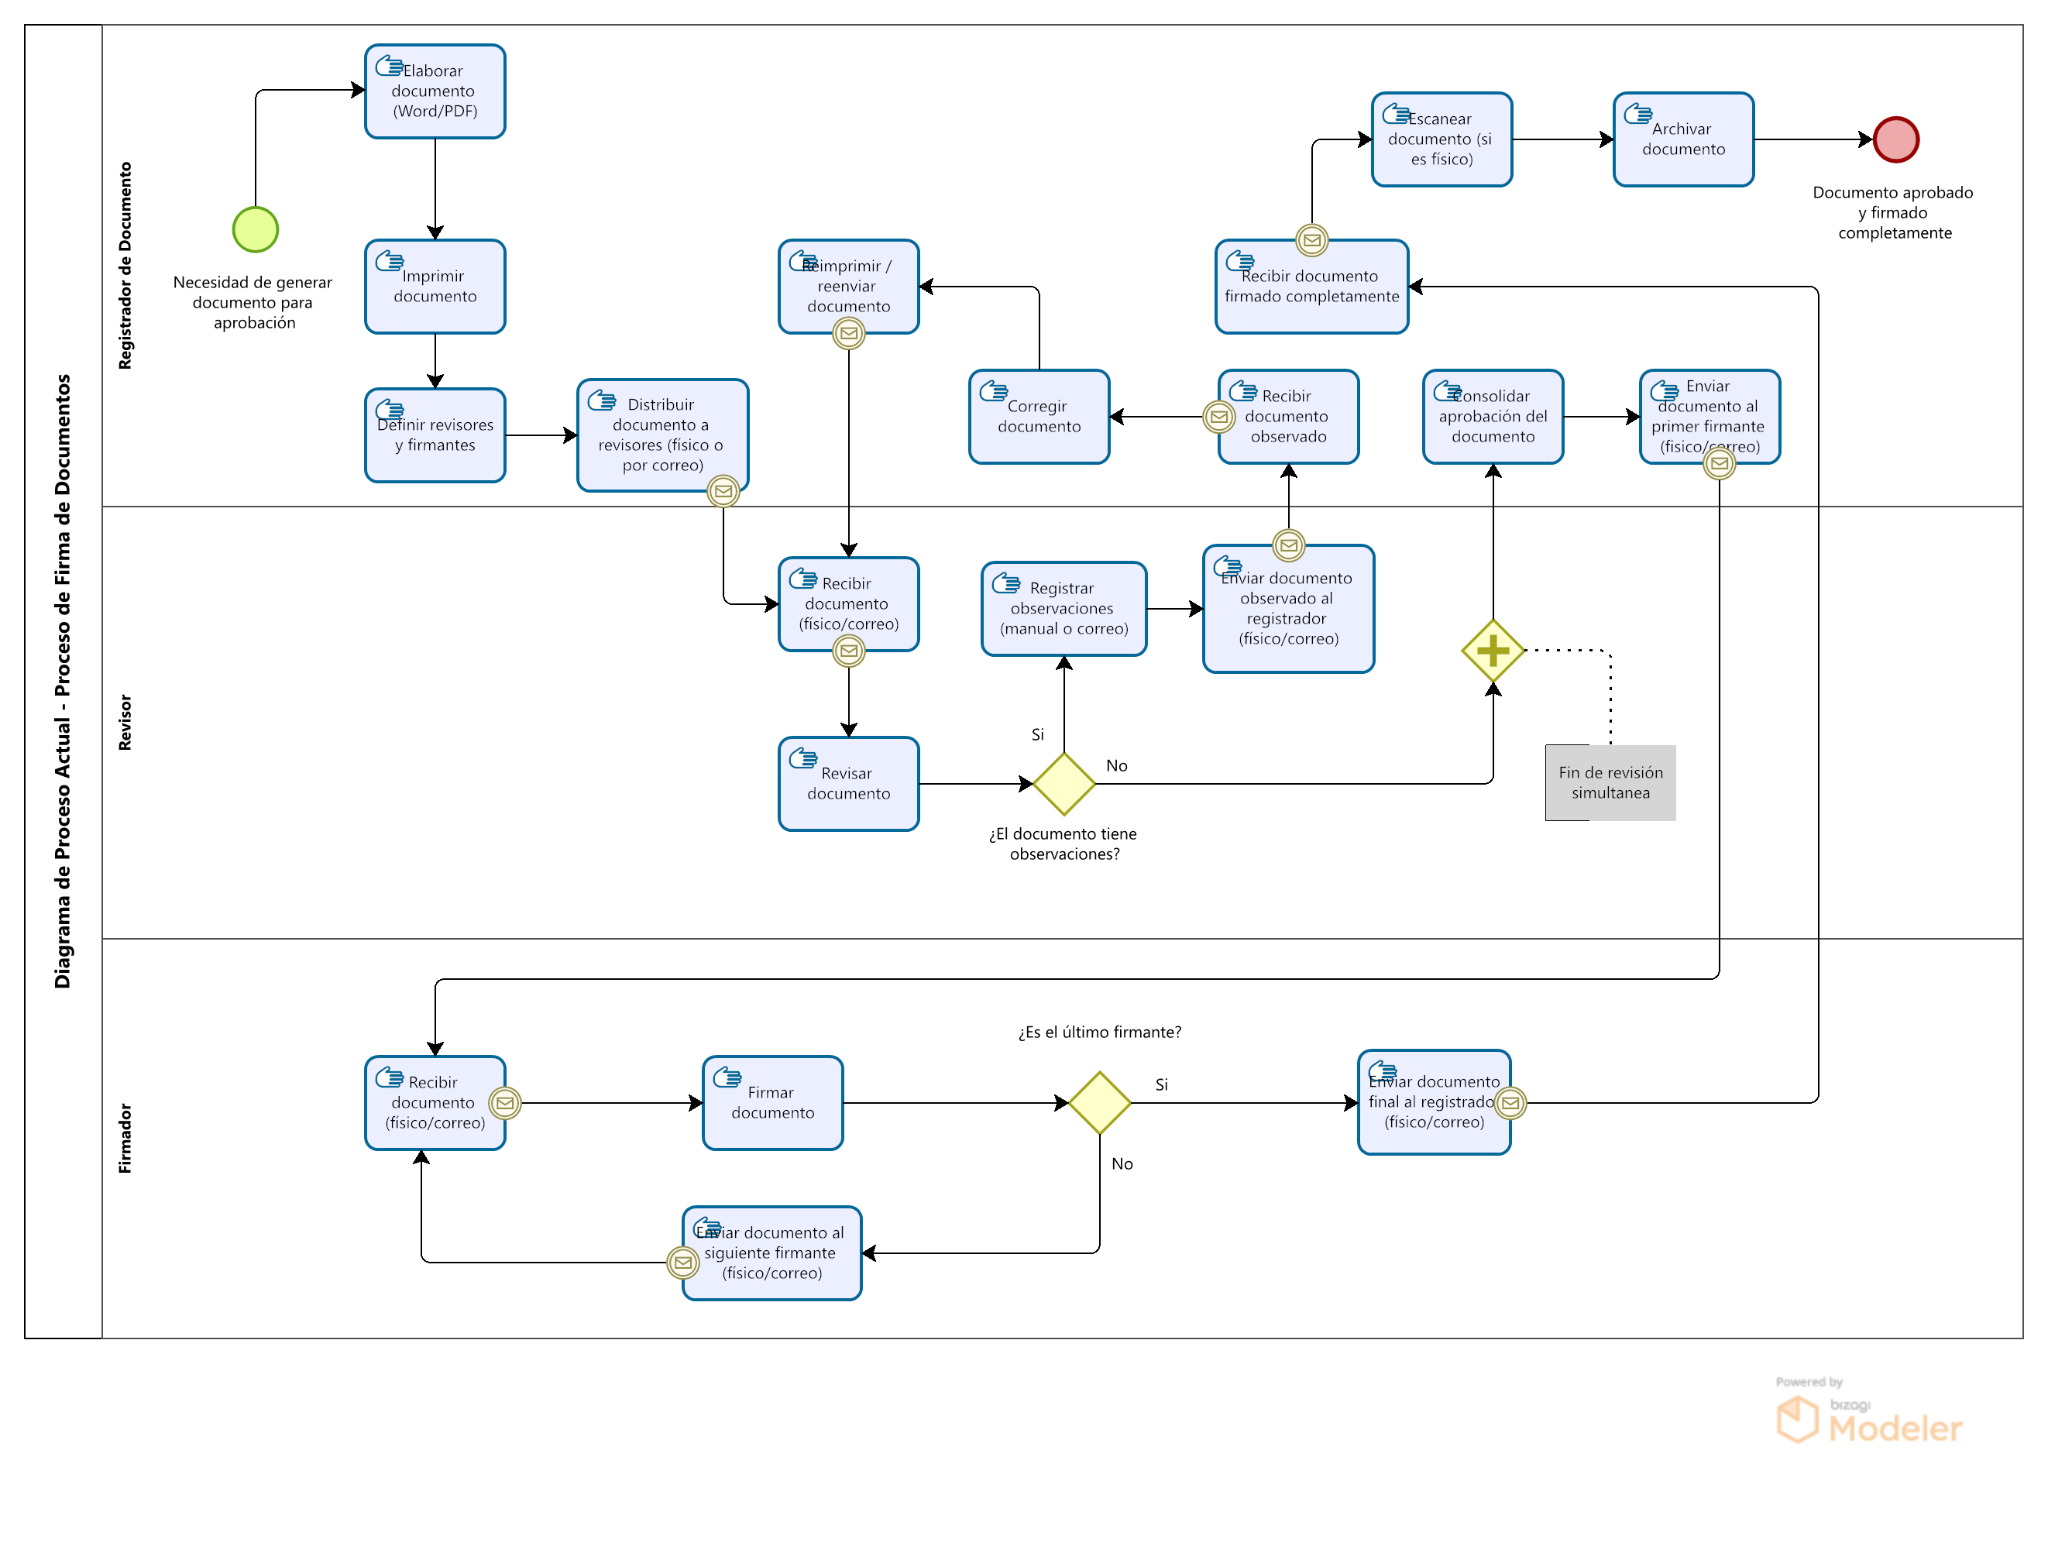 Diagrama de Proceso Actual - Proceso de Firma de Documentos
Registrador de Documento
Necesidad de generar
documento para
aprobación
Elaborar
documento
(Word/PDF)
Imprimir
documento
Definir revisores
y firmantes
Distribuir
documento a
revisores (físico o
por correo)
Reimprimir /
reenviar
documento
Corregir
documento
Recibir
documento
observado
Recibir documento
firmado completamente
Escanear
documento (si
es físico)
Archivar
documento
Documento aprobado
y firmado
completamente
Consolidar
aprobación del
documento
Enviar
documento al
primer firmante
(físico/correo)
Revisor
Recibir
documento
(físico/correo)
Revisar
documento
Registrar
observaciones
(manual o correo)
Enviar documento
observado al
registrador
(físico/correo)
Si
No
¿El documento tiene
observaciones?
Fin de revisión
simultanea
Firmador
Recibir
documento
(físico/correo)
Firmar
documento
¿Es el último firmante?
Si
No
Enviar documento
final al registrador
(físico/correo)
Enviar documento al
siguiente firmante
(físico/correo)
Powered by
bizagi
Modeler